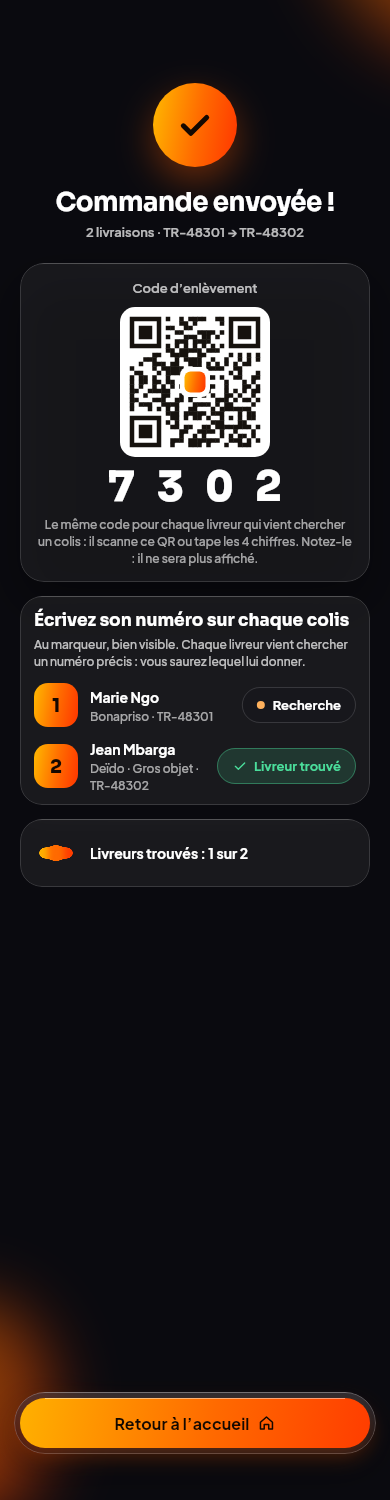 Commande envoyée !
2 livraisons · TR-48301 → TR-48302
Code d’enlèvement
7 3 0 2
Le même code pour chaque livreur qui vient chercher
un colis : il scanne ce QR ou tape les 4 chiffres. Notez-le
: il ne sera plus affiché.
Écrivez son numéro sur chaque colis
Au marqueur, bien visible. Chaque livreur vient chercher
un numéro précis : vous saurez lequel lui donner.
1
Marie Ngo
Bonapriso · TR-48301
Recherche
2
Jean Mbarga
Deïdo · Gros objet ·
TR-48302
Livreur trouvé
Livreurs trouvés : 1 sur 2
Retour à l’accueil